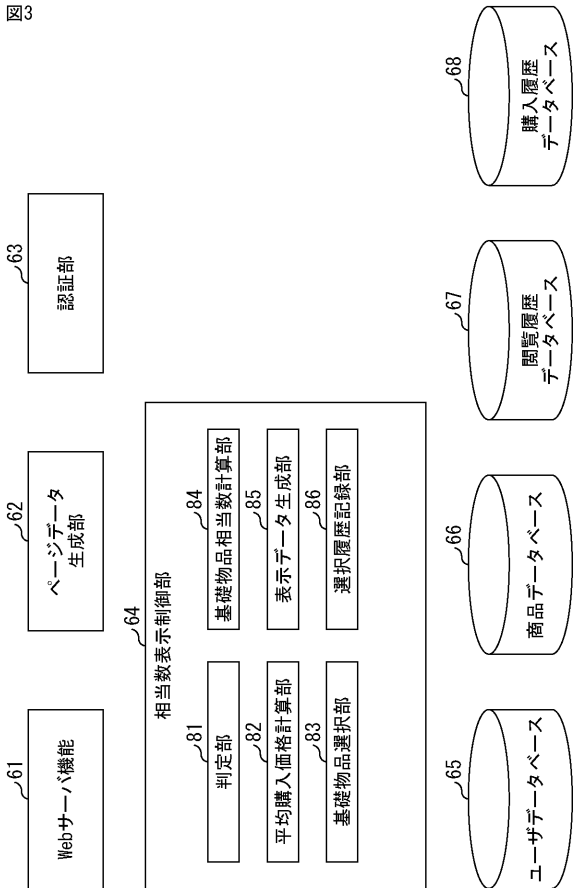 図3
61
Webサーバ機能
62
ページデータ
生成部
63
認証部
64
相当数表示制御部
81
判定部
82
平均購入価格計算部
83
基礎物品選択部
84
基礎物品相当数計算部
85
表示データ生成部
86
選択履歴記録部
65
ユーザデータベース
66
商品データベース
67
閲覧履歴
データベース
68
購入履歴
データベース